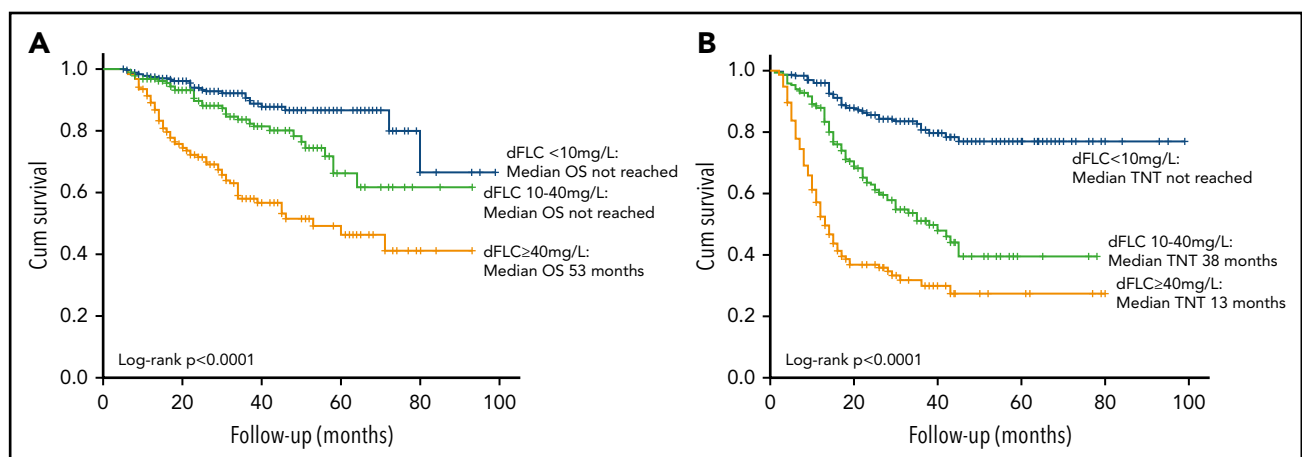 A
1.0
0.8
0.6
0.4
0.2
0.0
Cum survival
dFLC <10mg/L:
Median OS not reached
dFLC 10-40mg/L:
Median OS not reached
dFLC≥40mg/L:
Median OS 53 months
Log-rank p<0.0001
0 20 40 60 80 100
Follow-up (months)
B
1.0
0.8
0.6
0.4
0.2
0.0
Cum survival
dFLC<10mg/L:
Median TNT not reached
dFLC 10-40mg/L:
Median TNT 38 months
dFLC≥40mg/L:
Median TNT 13 months
Log-rank p<0.0001
0 20 40 60 80 100
Follow-up (months)